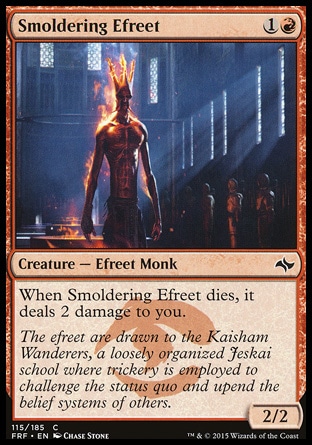 Smoldering Efreet 1
Creature — Efreet Monk
When Smoldering Efreet dies, it
deals 2 damage to you.
The efreet are drawn to the Kaisham
Wanderers, a loosely organized Jeskai
school where trickery is employed to
challenge the status quo and upend the
belief systems of others.
2/2
115/185 C
FRF • EN CHASE STONE
™ & © 2015 Wizards of the Coast